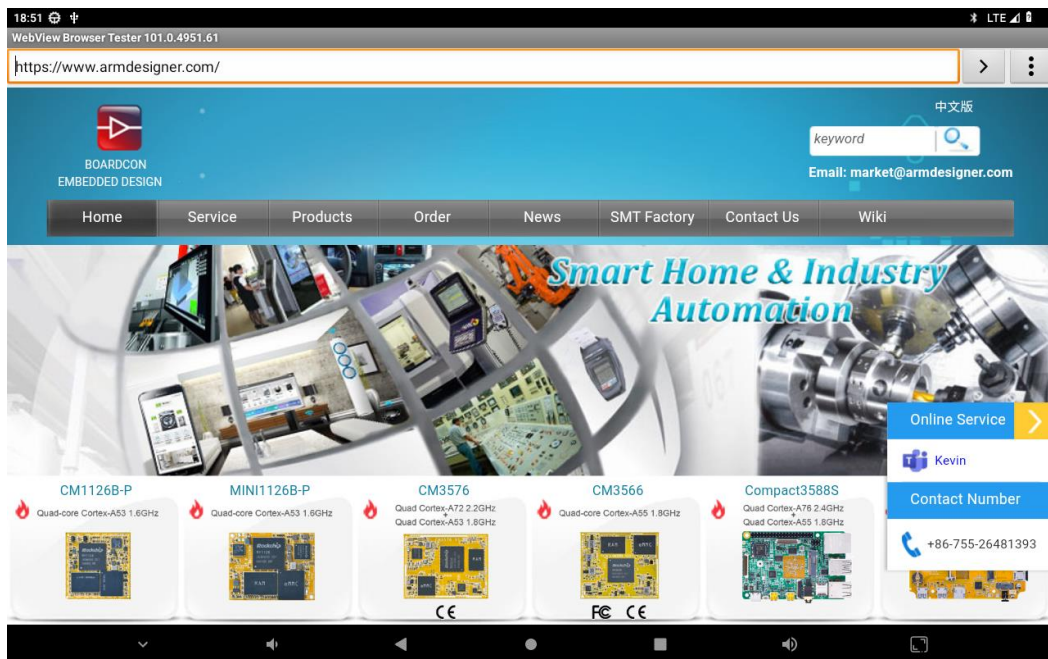 18:51
LTE
WebView Browser Tester 101.0.4951.61
https://www.armdesigner.com/
中文版
keyword
BOARDCON
EMBEDDED DESIGN
Email: market@armdesigner.com
Home Service Products Order News SMT Factory Contact Us Wiki
Smart Home & Industry
Automation
Online Service
Kevin
Contact Number
+86-755-26481393
CM1126B-P
Quad-core Cortex-A53 1.6GHz
MINI1126B-P
Quad-core Cortex-A53 1.6GHz
CM3576
Quad Cortex-A72 2.2GHz
+
Quad Cortex-A53 1.8GHz
CE
CM3566
Quad-core Cortex-A55 1.8GHz
FC CE
Compact3588S
Quad Cortex-A76 2.4GHz
+
Quad Cortex-A55 1.8GHz